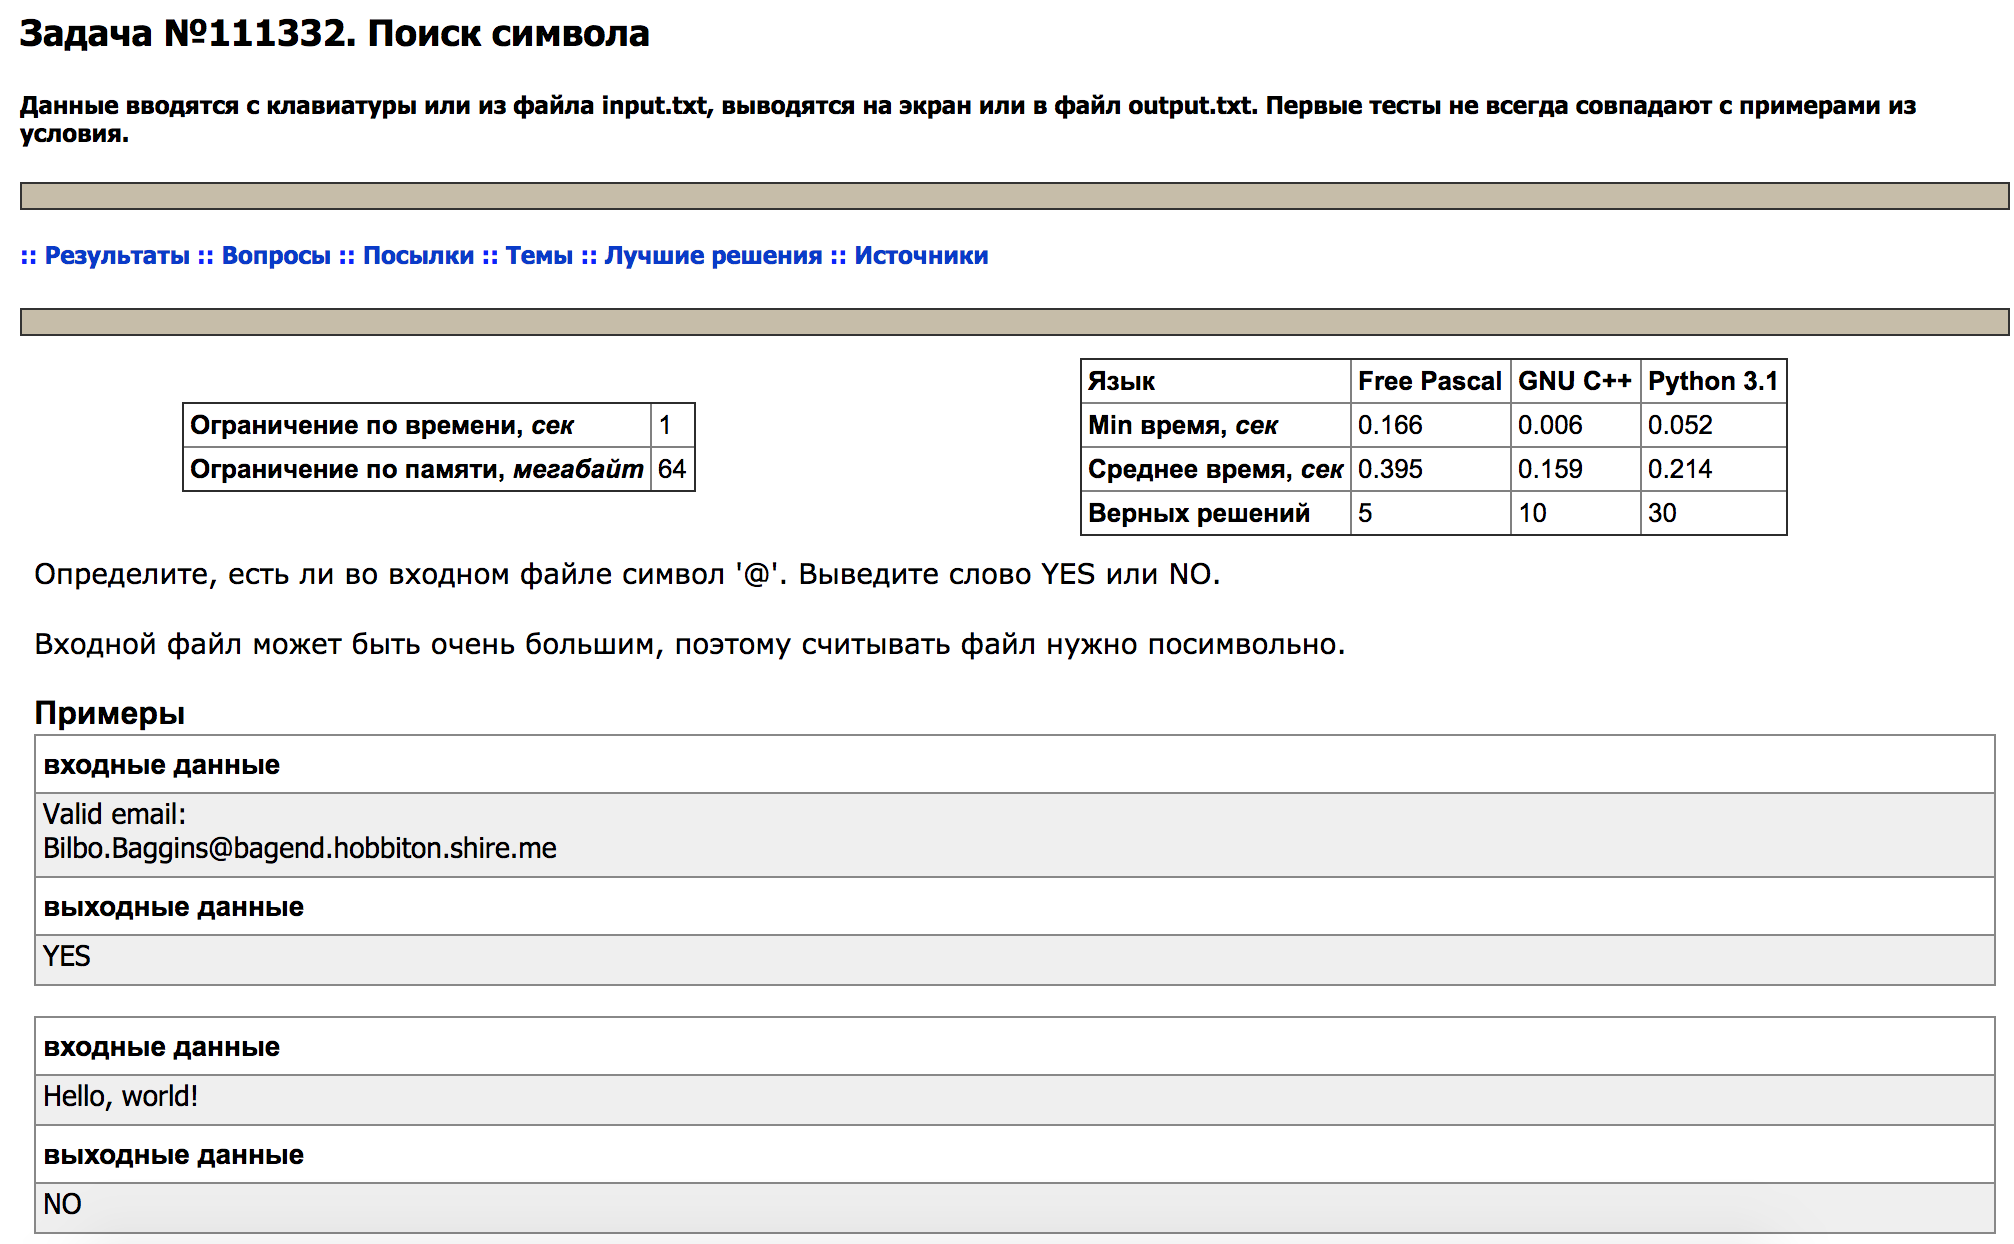 Задача №111332. Поиск символа
Данные вводятся с клавиатуры или из файла input.txt, выводятся на экран или в файл output.txt. Первые тесты не всегда совпадают с примерами из
условия.
:: Результаты :: Вопросы :: Посылки :: Темы :: Лучшие решения :: Источники
Ограничение по времени, сек 1
Ограничение по памяти, мегабайт 64
Язык Free Pascal GNU C++ Python 3.1
Min время, сек 0.166 0.006 0.052
Среднее время, сек 0.395 0.159 0.214
Верных решений 5 10 30
Определите, есть ли во входном файле символ '@'. Выведите слово YES или NO.
Входной файл может быть очень большим, поэтому считывать файл нужно посимвольно.
Примеры
входные данные
Valid email:
Bilbo.Baggins@bagend.hobbiton.shire.me
выходные данные
YES
входные данные
Hello, world!
выходные данные
NO